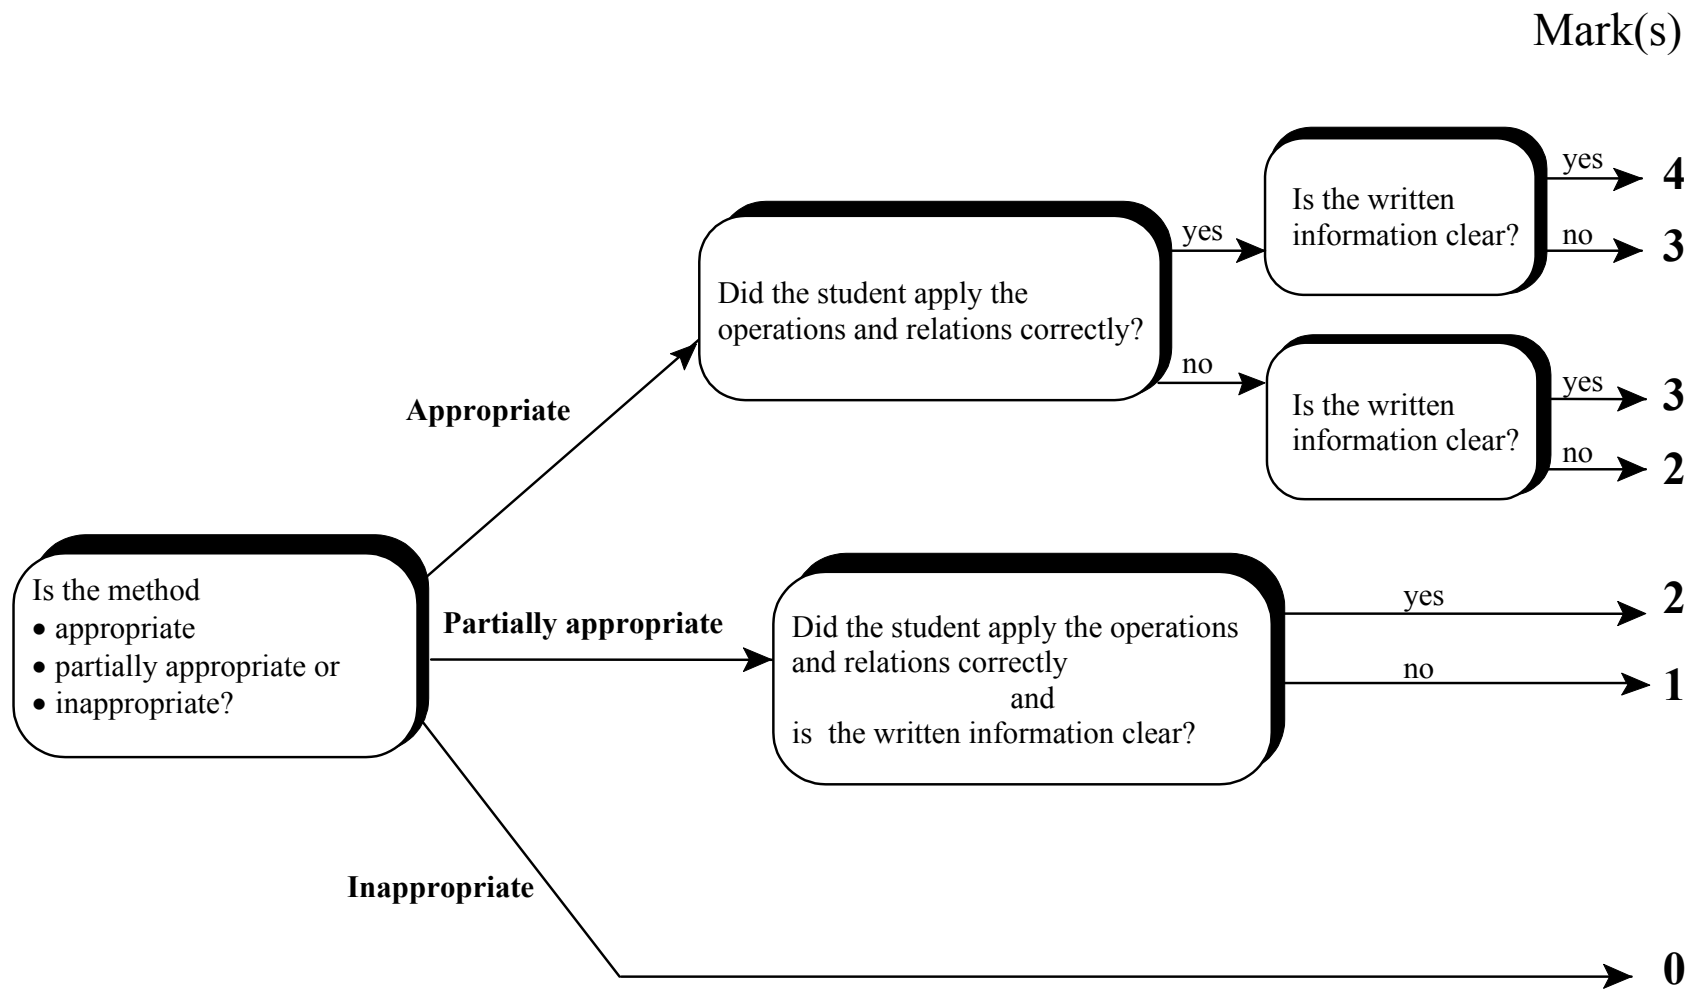 Mark(s)
Is the written
information clear?
yes
4
no
3
Did the student apply the
operations and relations correctly?
yes
no
Is the written
information clear?
yes
3
no
2
Appropriate
Is the method
• appropriate
• partially appropriate or
• inappropriate?
Partially appropriate
Did the student apply the operations
and relations correctly
and
is the written information clear?
yes
2
no
1
Inappropriate
0